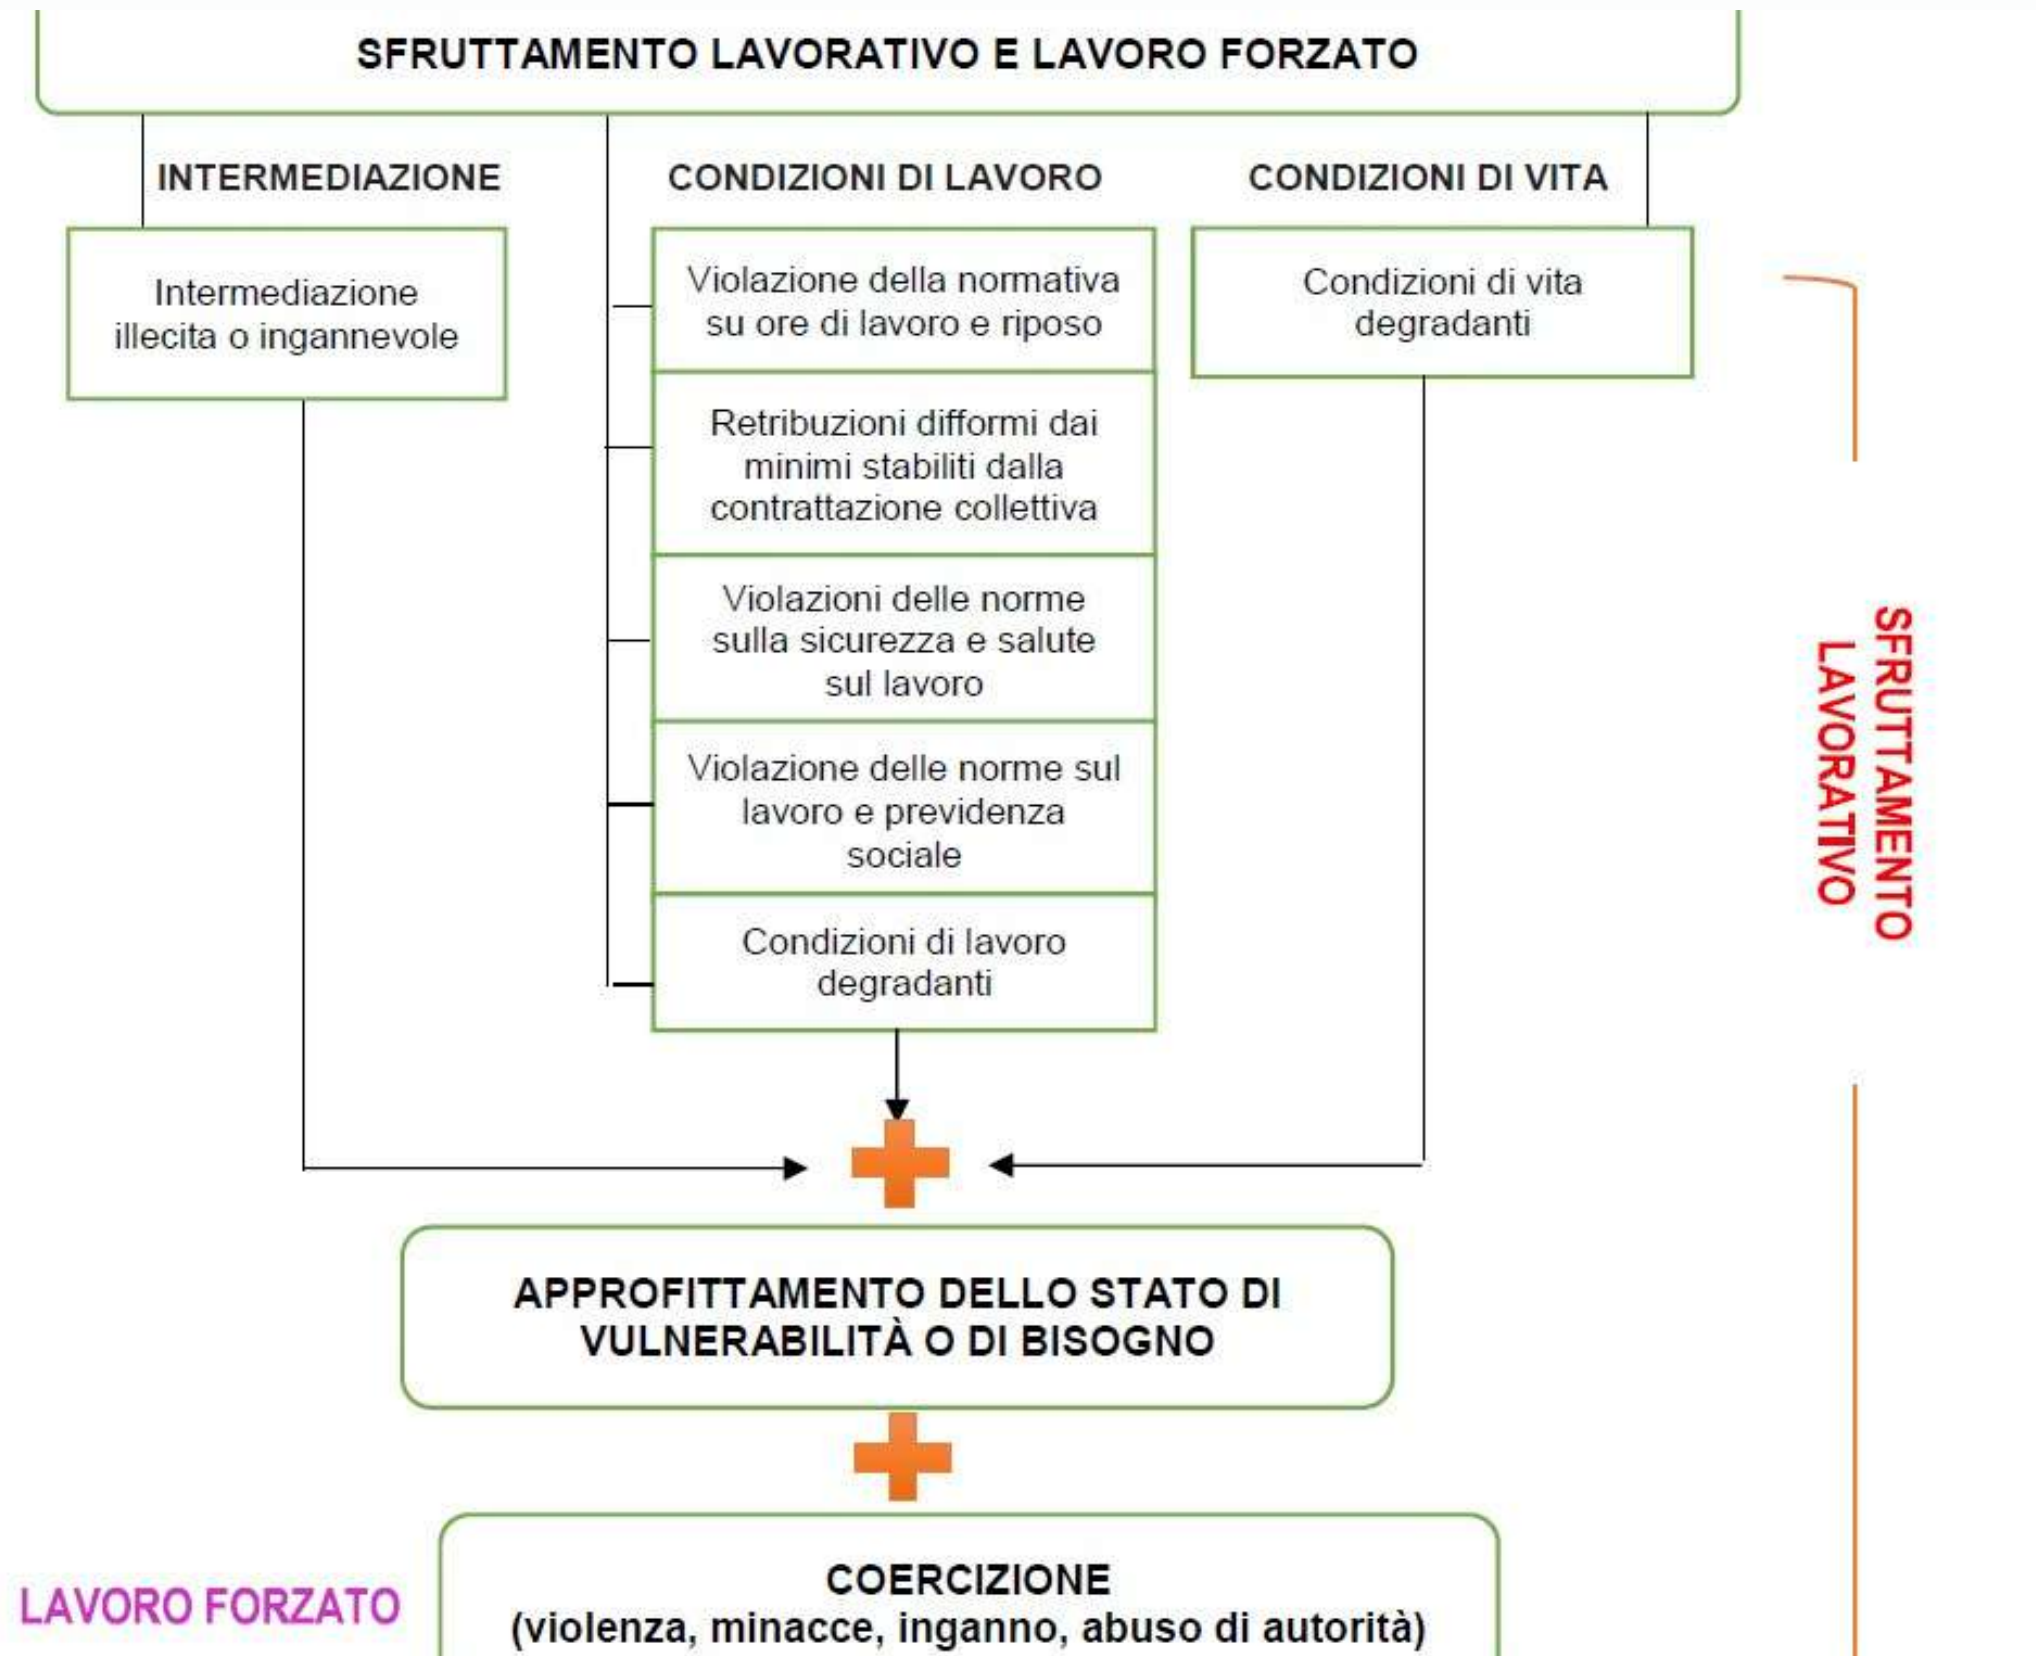 SFRUTTAMENTO LAVORATIVO E LAVORO FORZATO
INTERMEDIAZIONE
Intermediazione
illecita o ingannevole
CONDIZIONI DI LAVORO
Violazione della normativa
su ore di lavoro e riposo
Retribuzioni difformi dai
minimi stabiliti dalla
contrattazione collettiva
Violazioni delle norme
sulla sicurezza e salute
sul lavoro
Violazione delle norme sul
lavoro e previdenza
sociale
Condizioni di lavoro
degradanti
CONDIZIONI DI VITA
Condizioni di vita
degradanti
SFRUTTAMENTO
LAVORATIVO
APPROFITTAMENTO DELLO STATO DI
VULNERABILITÀ O DI BISOGNO
LAVORO FORZATO
COERCIZIONE
(violenza, minacce, inganno, abuso di autorità)